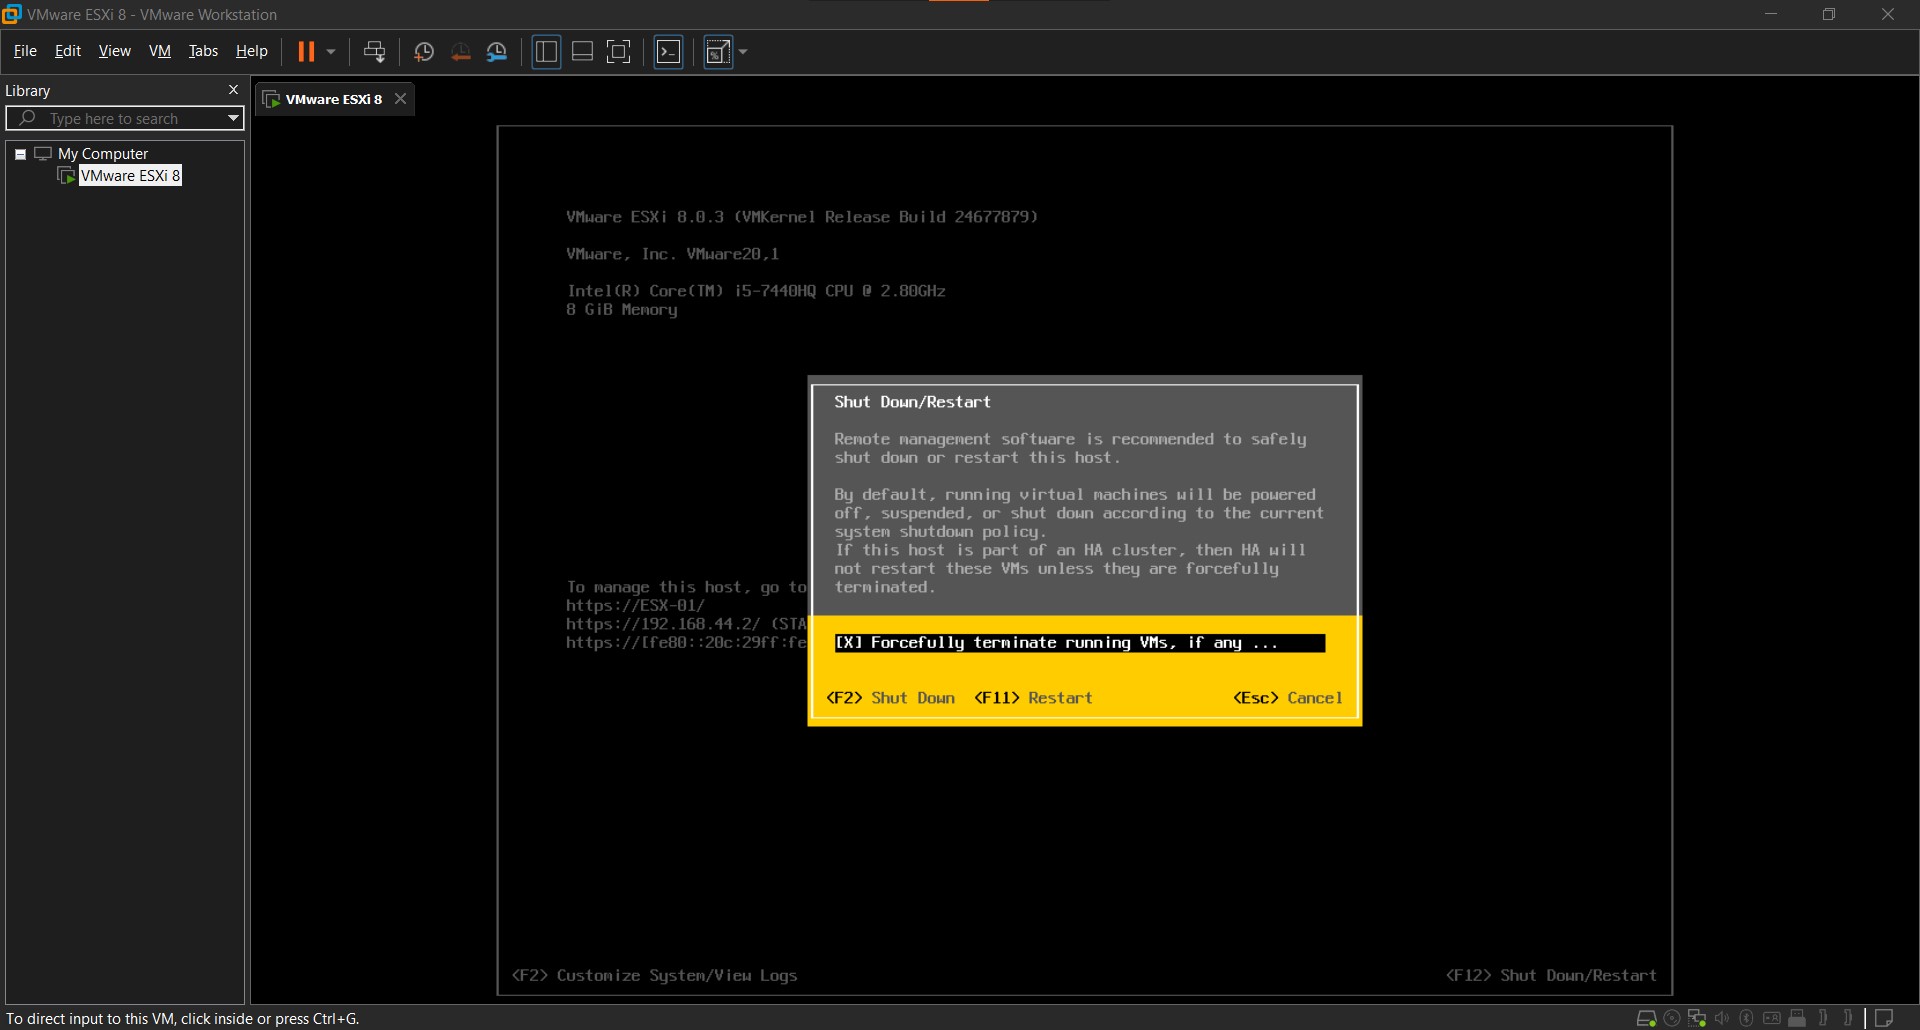 VMware ESXi 8 - VMware Workstation
File Edit View VM Tabs Help
Library
Type here to search
VMware ESXi 8
My Computer
VMware ESXi 8
VMware ESXi 8.0.3 (VMKernel Release Build 24677879)
VMware, Inc. VMware20,1
Intel(R) Core(TM) i5-7440HQ CPU @ 2.80GHz
8 GiB Memory
To manage this host, go to
https://ESX-01/
https://192.168.44.2/ (STA
https://[fe80::20c:29ff:fe
Shut Down/Restart
Remote management software is recommended to safely
shut down or restart this host.
By default, running virtual machines will be powered
off, suspended, or shut down according to the current
system shutdown policy.
If this host is part of an HA cluster, then HA will
not restart these VMs unless they are forcefully
terminated.
[X] Forcefully terminate running VMs, if any ...
<F2> Shut Down <F11> Restart <Esc> Cancel
<F2> Customize System/View Logs <F12> Shut Down/Restart
To direct input to this VM, click inside or press Ctrl+G.